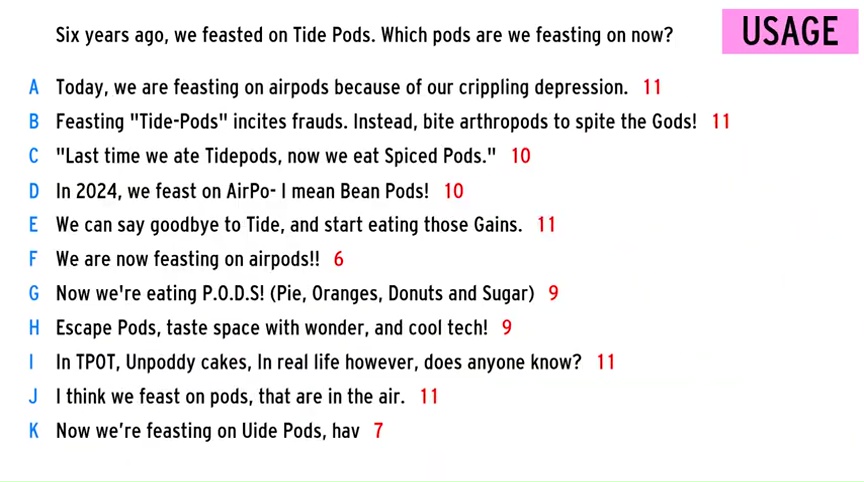 Six years ago, we feasted on Tide Pods. Which pods are we feasting on now?
USAGE
A Today, we are feasting on airpods because of our crippling depression. 11
B Feasting "Tide-Pods" incites frauds. Instead, bite arthropods to spite the Gods! 11
C "Last time we ate Tidepods, now we eat Spiced Pods." 10
D In 2024, we feast on AirPo- I mean Bean Pods! 10
E We can say goodbye to Tide, and start eating those Gains. 11
F We are now feasting on airpods!! 6
G Now we're eating P.O.D.S! (Pie, Oranges, Donuts and Sugar) 9
H Escape Pods, taste space with wonder, and cool tech! 9
I In TPOT, Unpoddy cakes, In real life however, does anyone know? 11
J I think we feast on pods, that are in the air. 11
K Now we're feasting on Uide Pods, hav 7